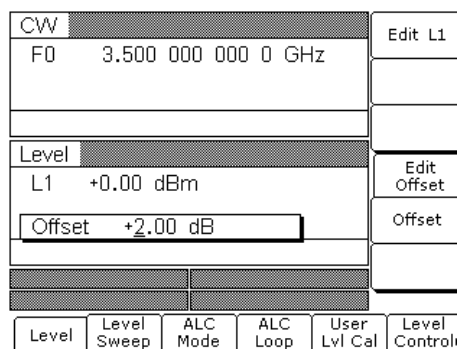 CW
F0 3.500 000 000 0 GHz
Level
L1 +0.00 dBm
Offset +2.00 dB
Edit L1
Edit
Offset
Offset
Level
Level
Sweep
ALC
Mode
ALC
Loop
User
Lvl Cal
Level